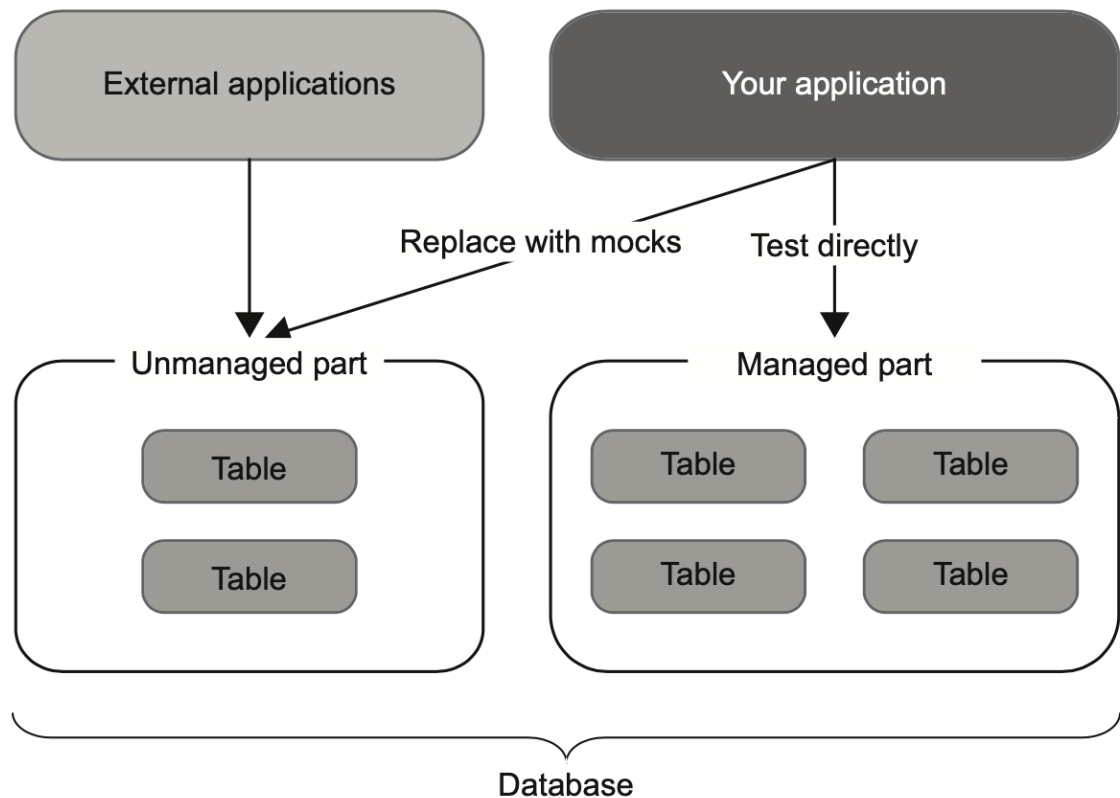 External applications
Your application
Replace with mocks
Test directly
Unmanaged part
Managed part
Table
Table
Table
Table
Table
Table
Database